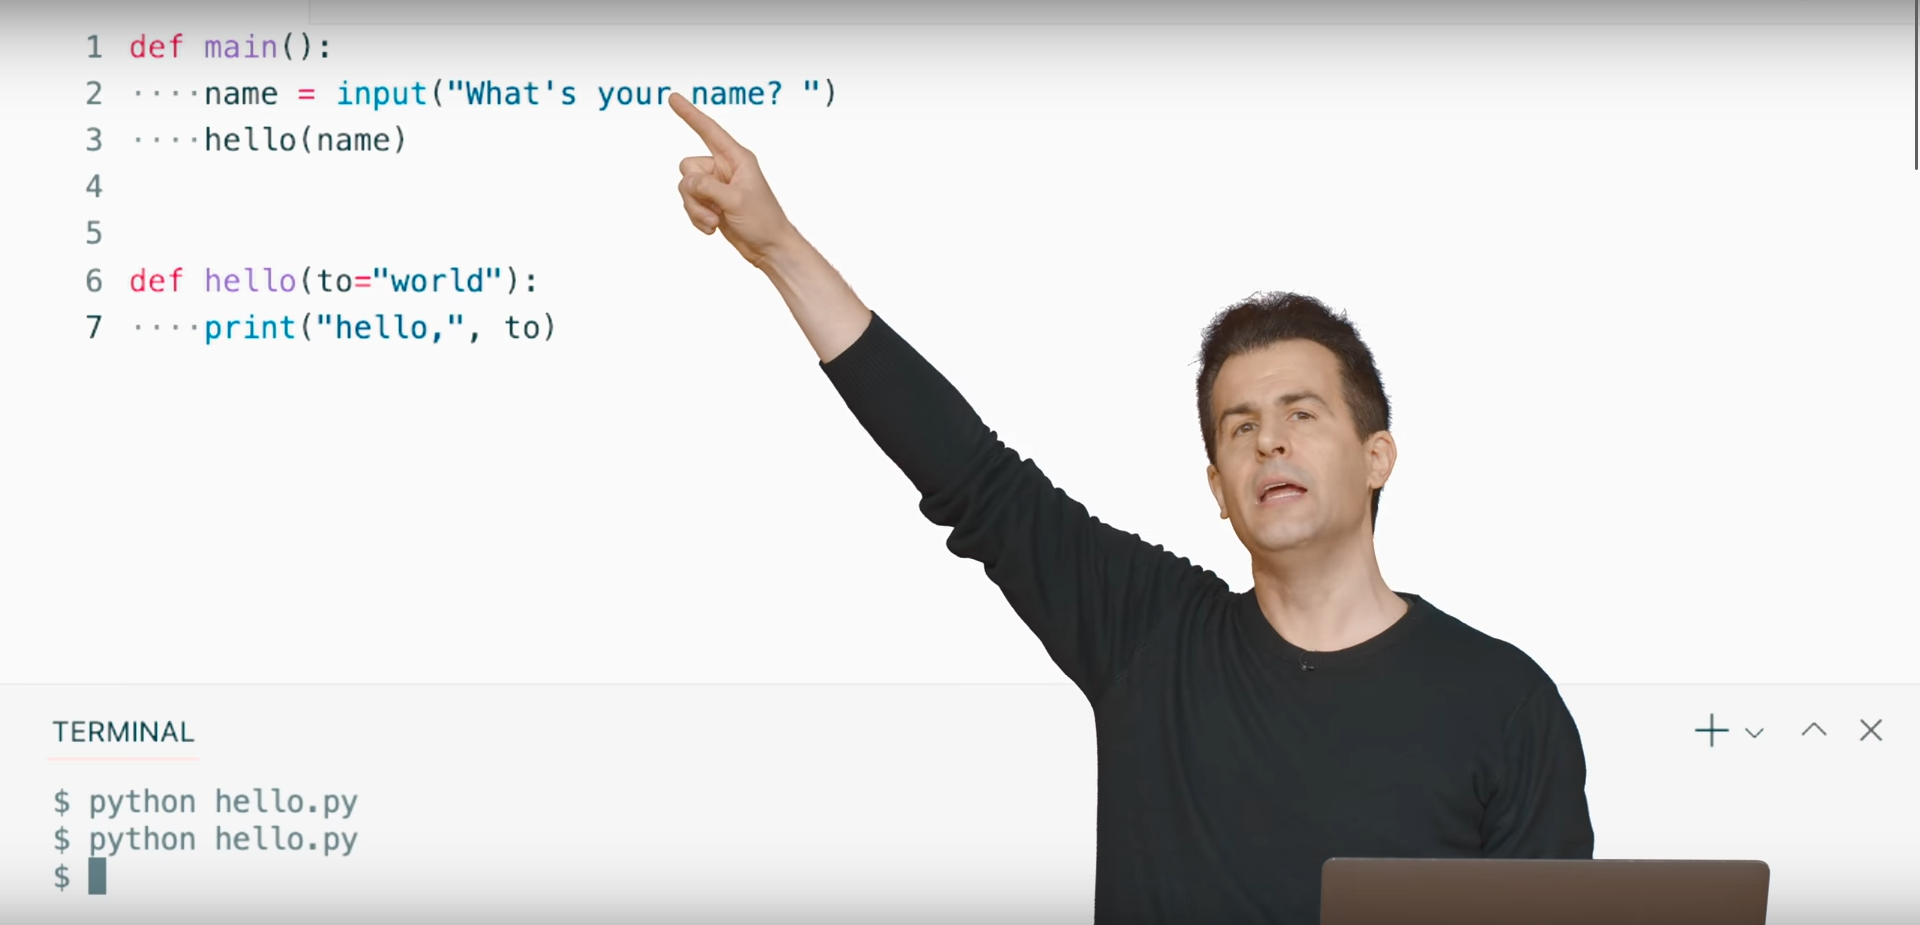 1 def main():
2 ····name = input("What's your name? ")
3 ····hello(name)
4
5
6 def hello(to="world"):
7 ····print("hello,", to)
TERMINAL
$ python hello.py
$ python hello.py
$